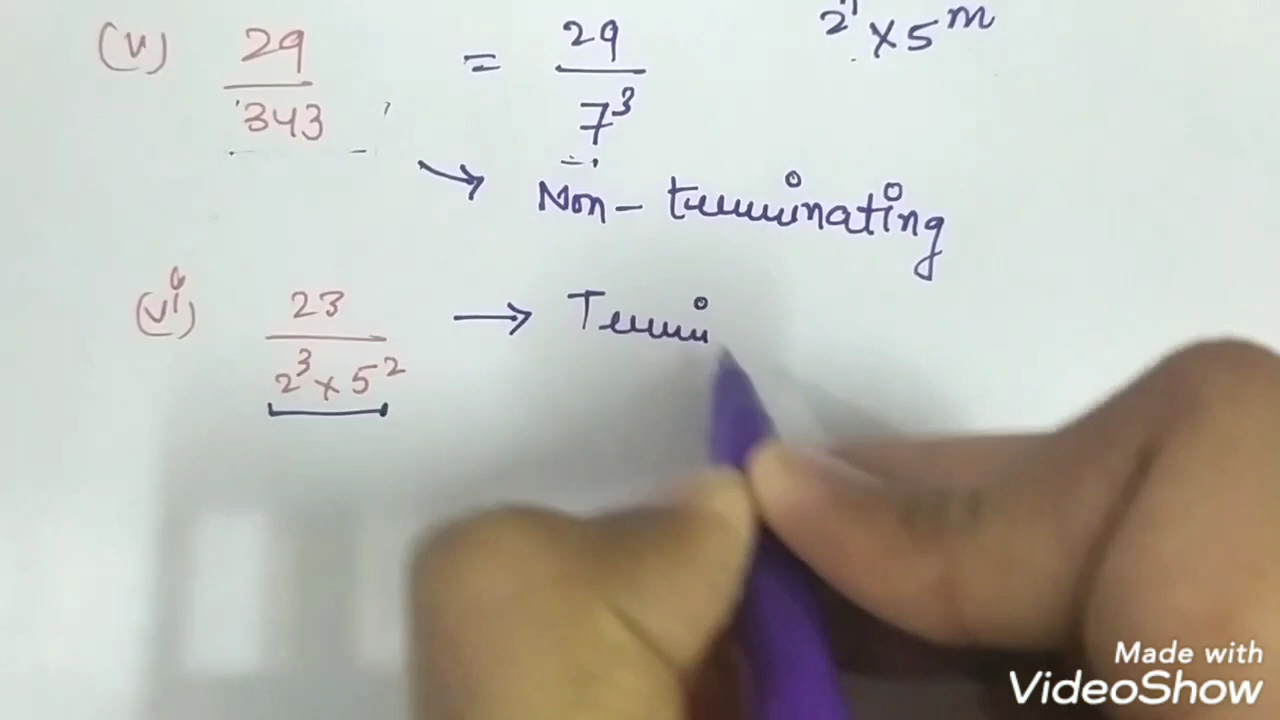 (v) 29/343 = 29/7³
2ⁿ × 5ᵐ
→ Non-terminating
(vi) 23/2³×5² → Termi
Made with
VideoShow